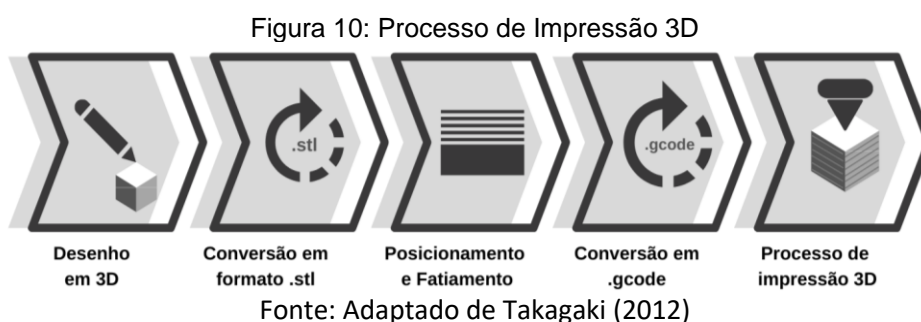 Figura 10: Processo de Impressão 3D
.stl
.gcode
Desenho
em 3D
Conversão em
formato .stl
Posicionamento
e Fatiamento
Conversão em
.gcode
Processo de
impressão 3D
Fonte: Adaptado de Takagaki (2012)